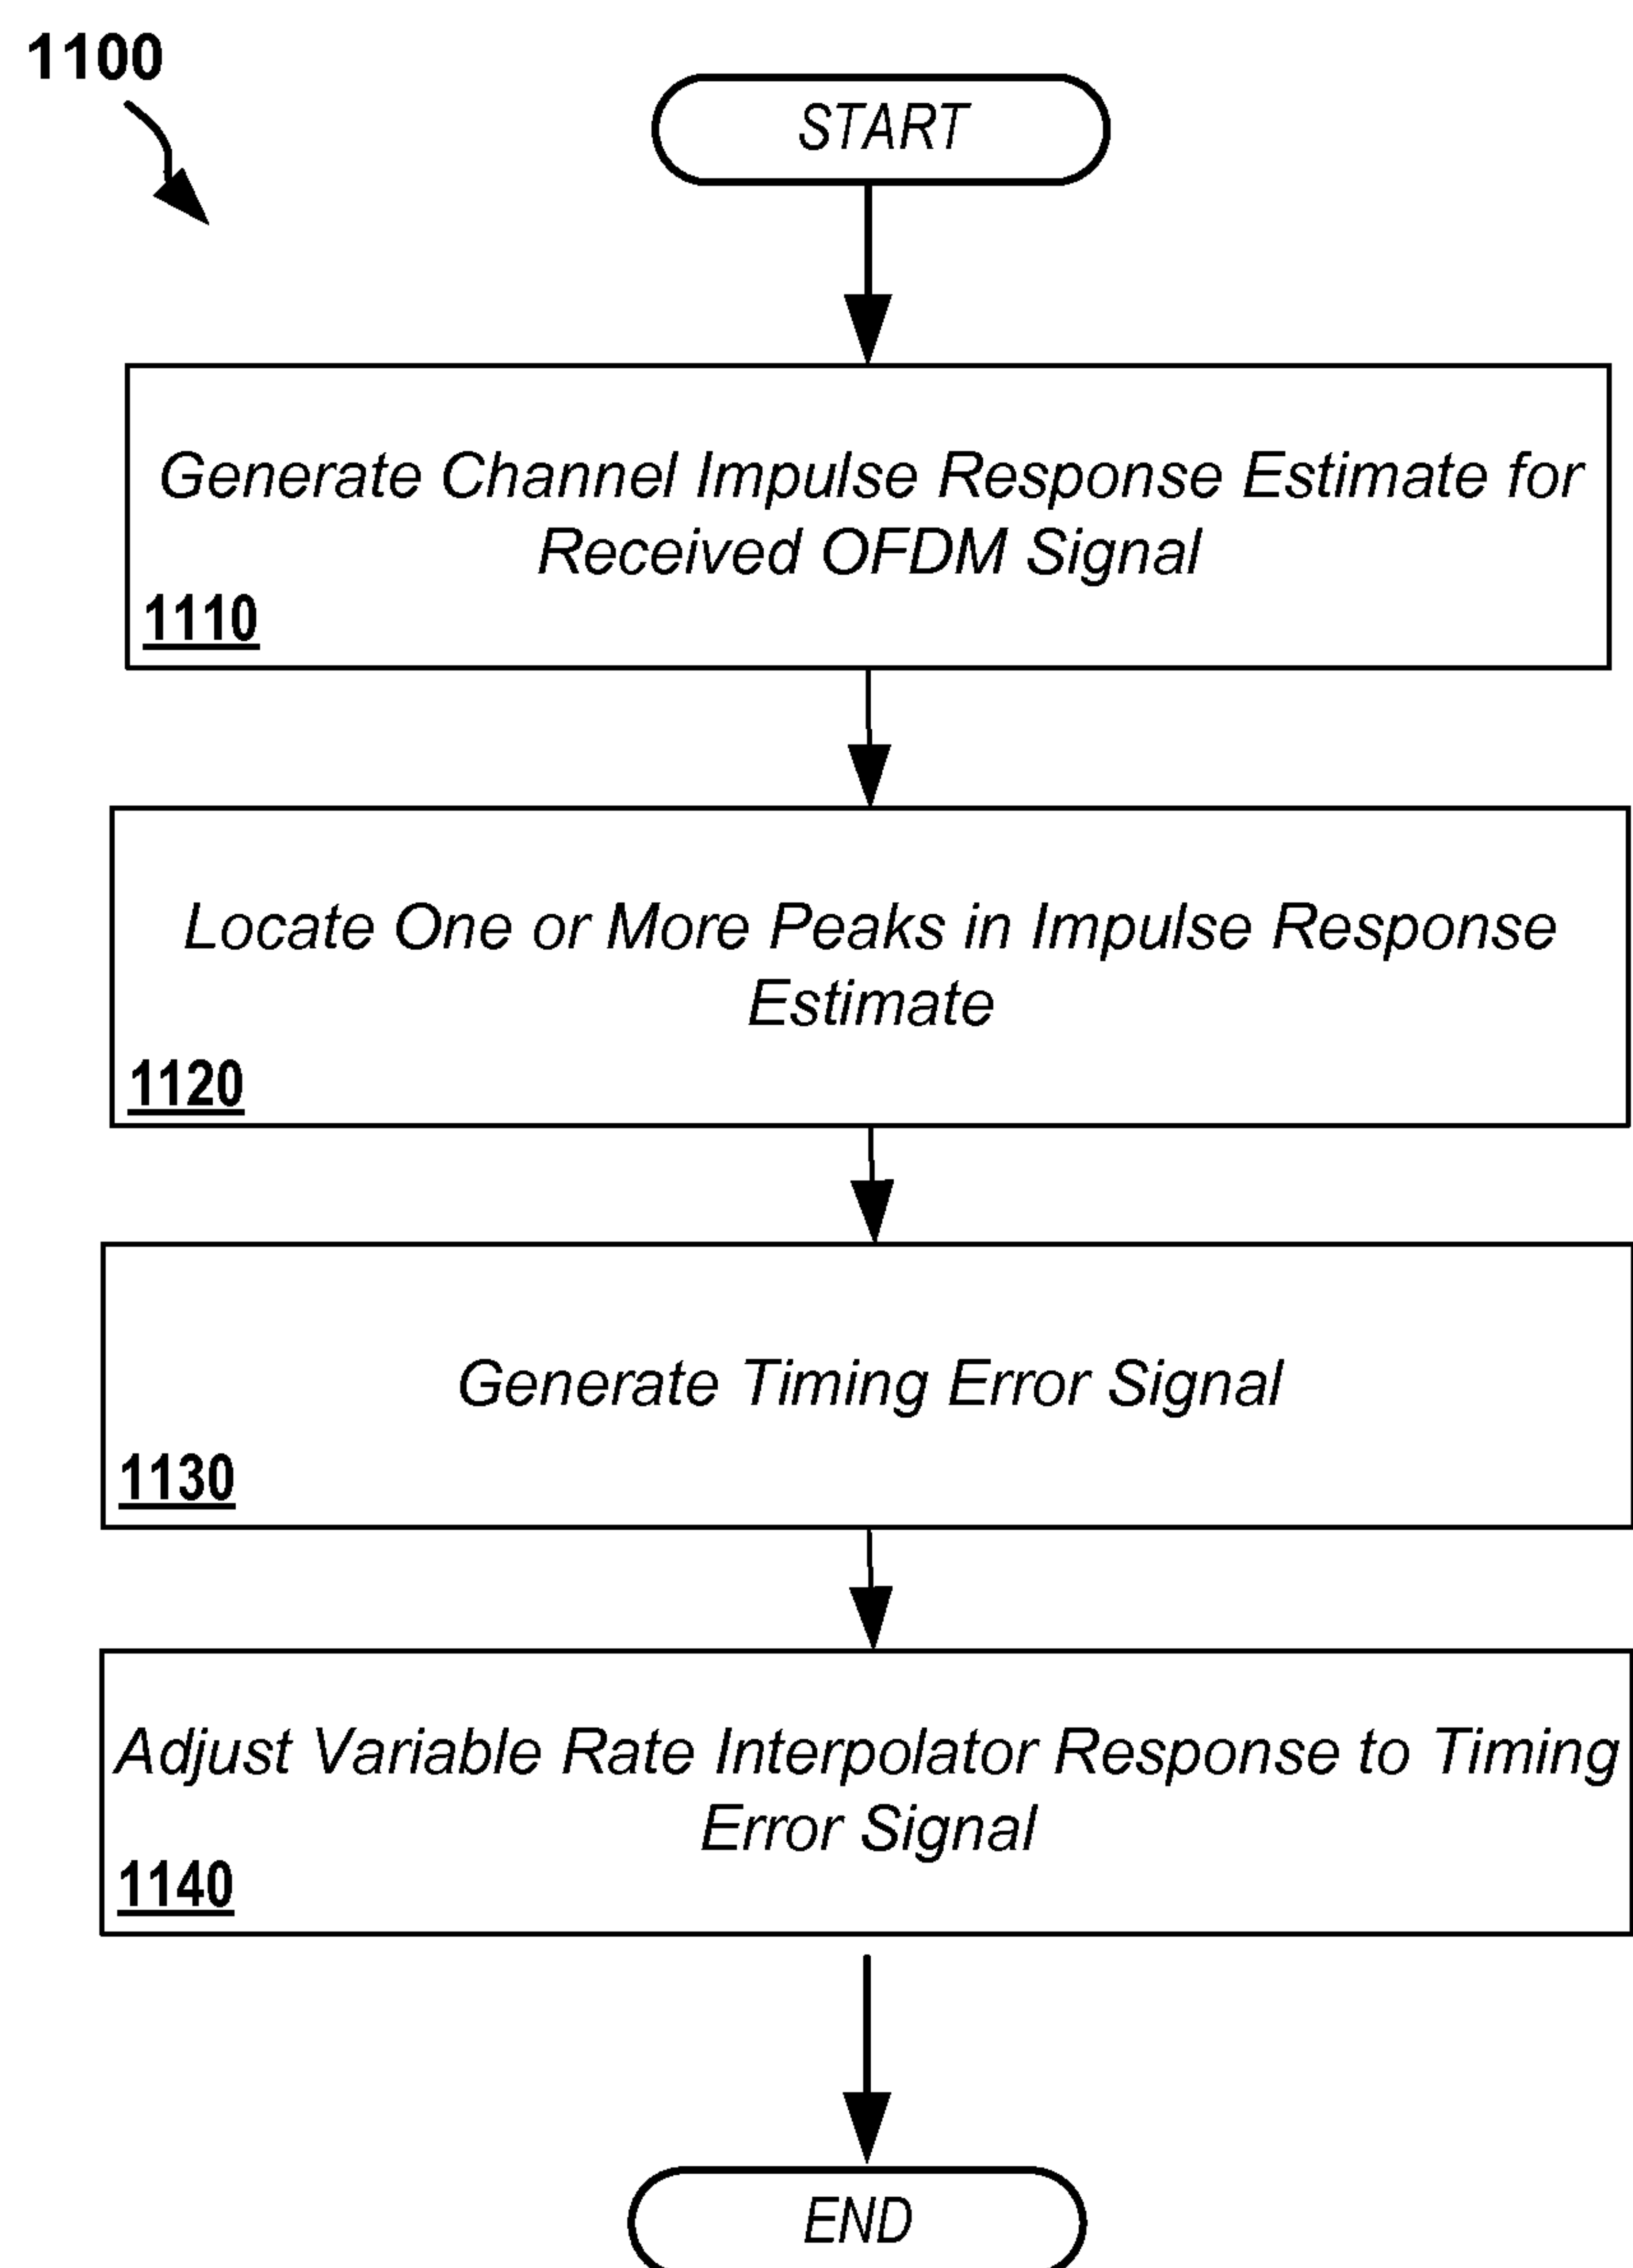 1100
START
Generate Channel Impulse Response Estimate for
Received OFDM Signal
1110
Locate One or More Peaks in Impulse Response
Estimate
1120
Generate Timing Error Signal
1130
Adjust Variable Rate Interpolator Response to Timing
Error Signal
1140
END